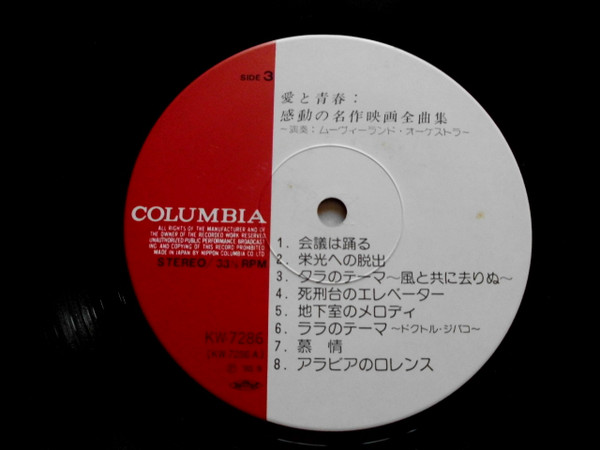 SIDE 3
愛と青春:
感動の名作映画全曲集
-演奏:ムーヴィーランド・オーケストラ-
COLUMBIA
ALL RIGHTS OF THE MANUFACTURER AND OF
THE OWNER OF THE RECORDED WORK RESERVED
UNAUTHORIZED PUBLIC PERFORMANCE BROADCAST
ING AND COPYING OF THIS RECORD PROHIBITED
MADE IN JAPAN BY NIPPON COLUMBIA CO LTD
STEREO/33⅓RPM
KW-7286
1. 会議は踊る
2. 栄光への脱出
3. タラのテーマ〜風と共に去りぬ〜
4. 死刑台のエレベーター
5. 地下室のメロディ
6. ララのテーマ 〜ドクトル・ジバコ〜
7. 慕 情
8. アラビアのロレンス